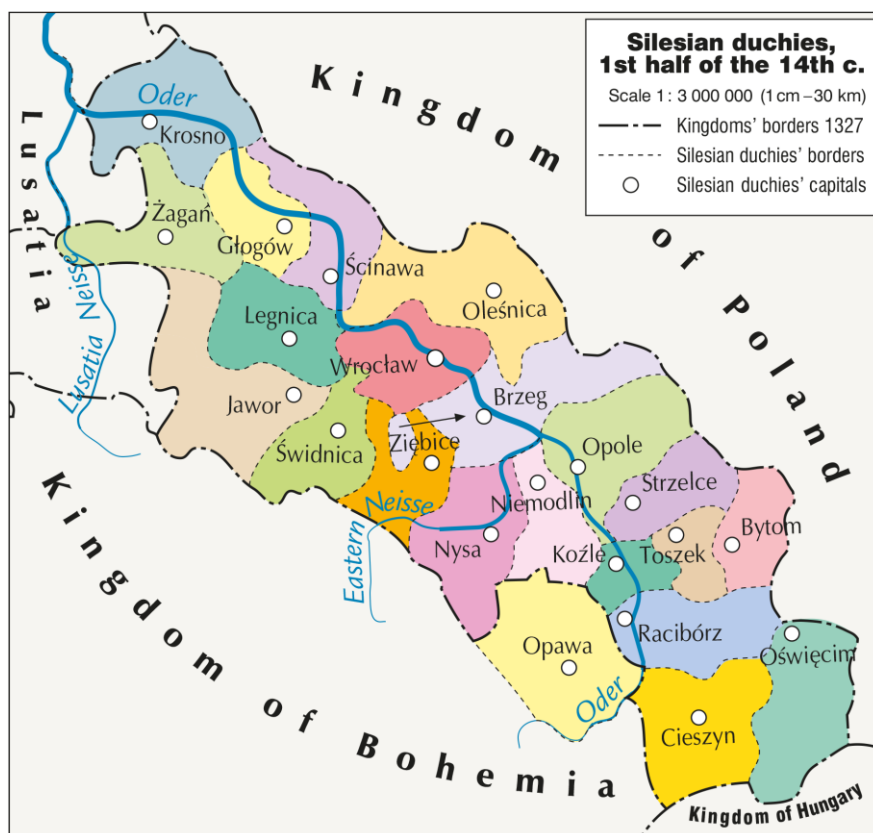 Silesian duchies,
1st half of the 14th c.
Scale 1 : 3 000 000 (1 cm – 30 km)
Kingdoms' borders 1327
Silesian duchies' borders
Silesian duchies' capitals
Kingdom of Poland
Lusatia
Oder
Krosno
Żagań
Głogów
Ścinawa
Lusatia Neisse
Legnica
Oleśnica
Wrocław
Jawor
Brzeg
Świdnica
Ziębice
Opole
Niemodlin
Strzelce
Eastern Neisse
Nysa
Koźle
Toszek
Bytom
Racibórz
Opawa
Oświęcim
Oder
Cieszyn
Kingdom of Bohemia
Kingdom of Hungary